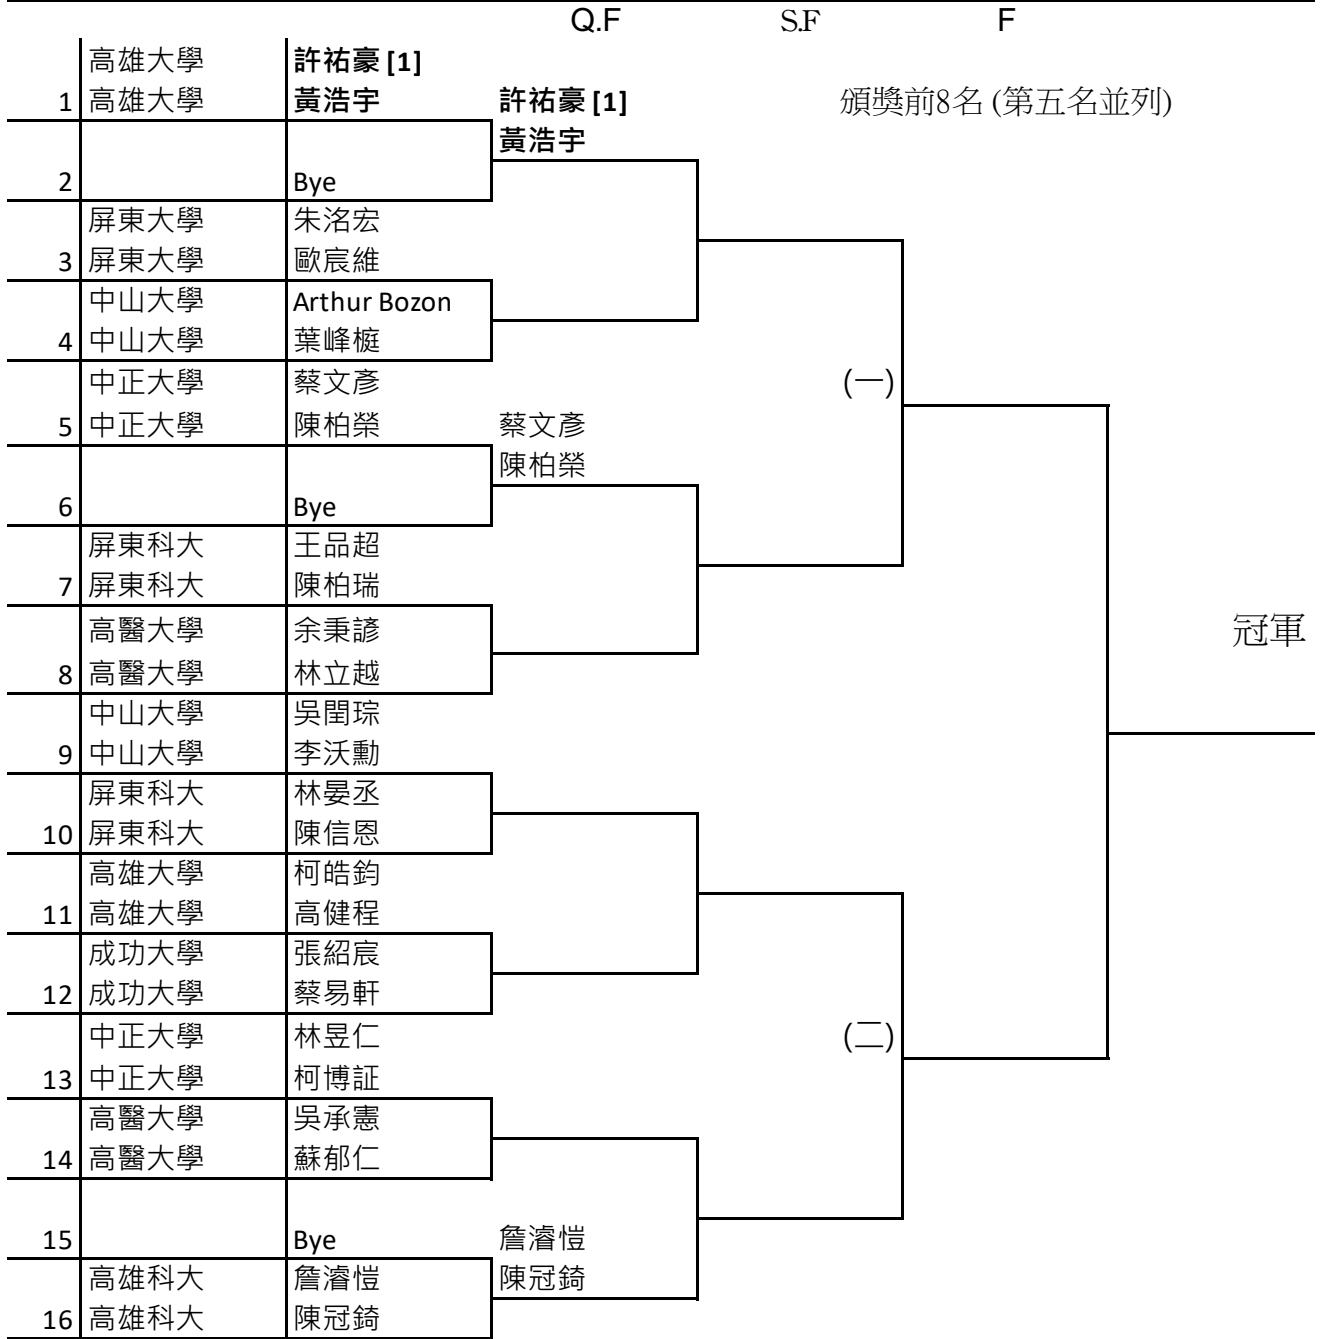 Q.F S.F F
高雄大學 許祐豪 [1]
1 高雄大學 黃浩宇 許祐豪 [1] 頒獎前8名 (第五名並列)
黃浩宇
2 Bye
屏東大學 朱洺宏
3 屏東大學 歐宸維
中山大學 Arthur Bozon
4 中山大學 葉峰榳
中正大學 蔡文彥 (一)
5 中正大學 陳柏榮 蔡文彥
陳柏榮
6 Bye
屏東科大 王品超
7 屏東科大 陳柏瑞
高醫大學 余秉諺 冠軍
8 高醫大學 林立越
中山大學 吳閏琮
9 中山大學 李沃勳
屏東科大 林晏丞
10 屏東科大 陳信恩
高雄大學 柯皓鈞
11 高雄大學 高健程
成功大學 張紹宸
12 成功大學 蔡易軒
中正大學 林昱仁 (二)
13 中正大學 柯博証
高醫大學 吳承憲
14 高醫大學 蘇郁仁
15 Bye 詹濬愷
高雄科大 詹濬愷 陳冠錡
16 高雄科大 陳冠錡